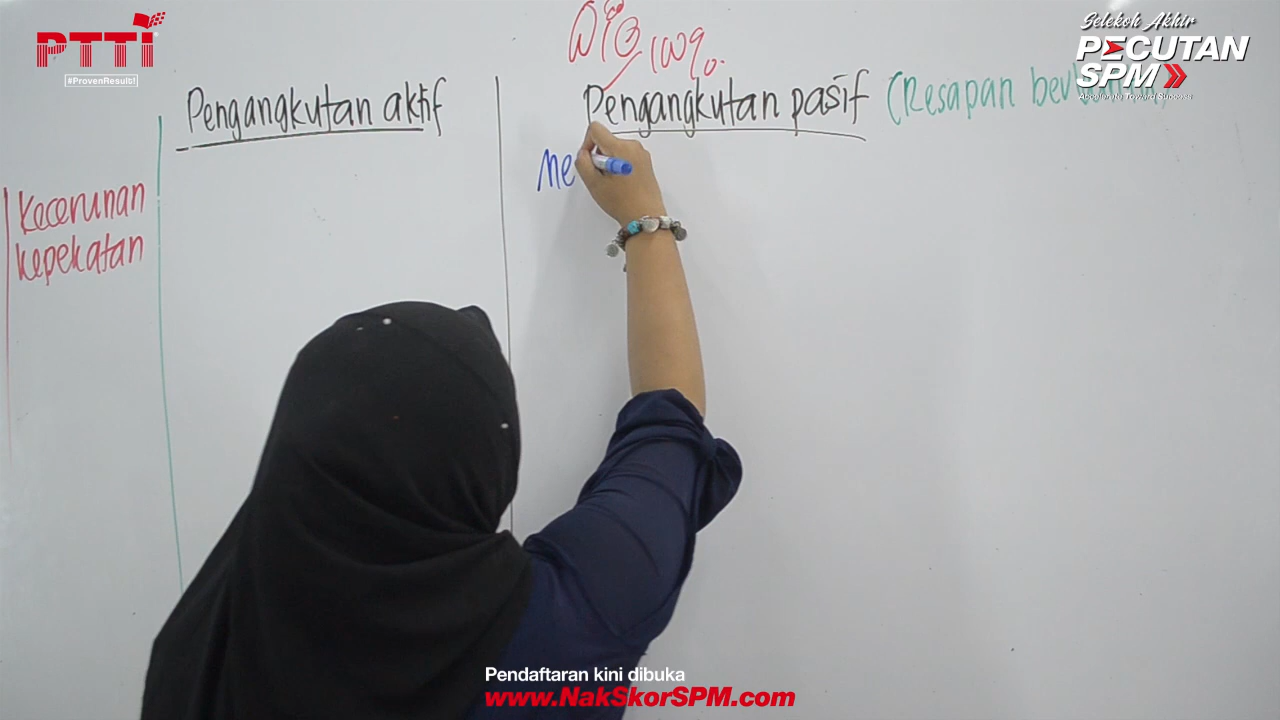 PTTi
#ProvenResult!
Selekoh Akhir
PECUTAN
SPM
100%
Pengangkutan aktif
Pengangkutan pasif (Resapan
Me
Kecerunan
kepekatan
Pendaftaran kini dibuka
www.NakSkorSPM.com